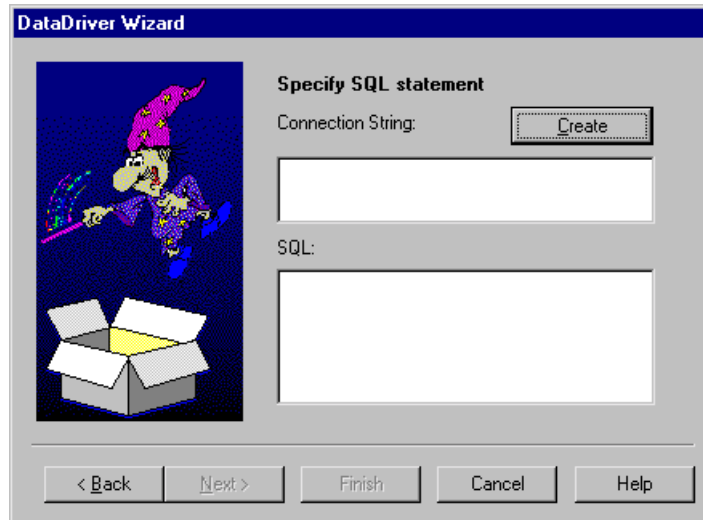 DataDriver Wizard
Specify SQL statement
Connection String:
Create
SQL:
< Back
Next >
Finish
Cancel
Help